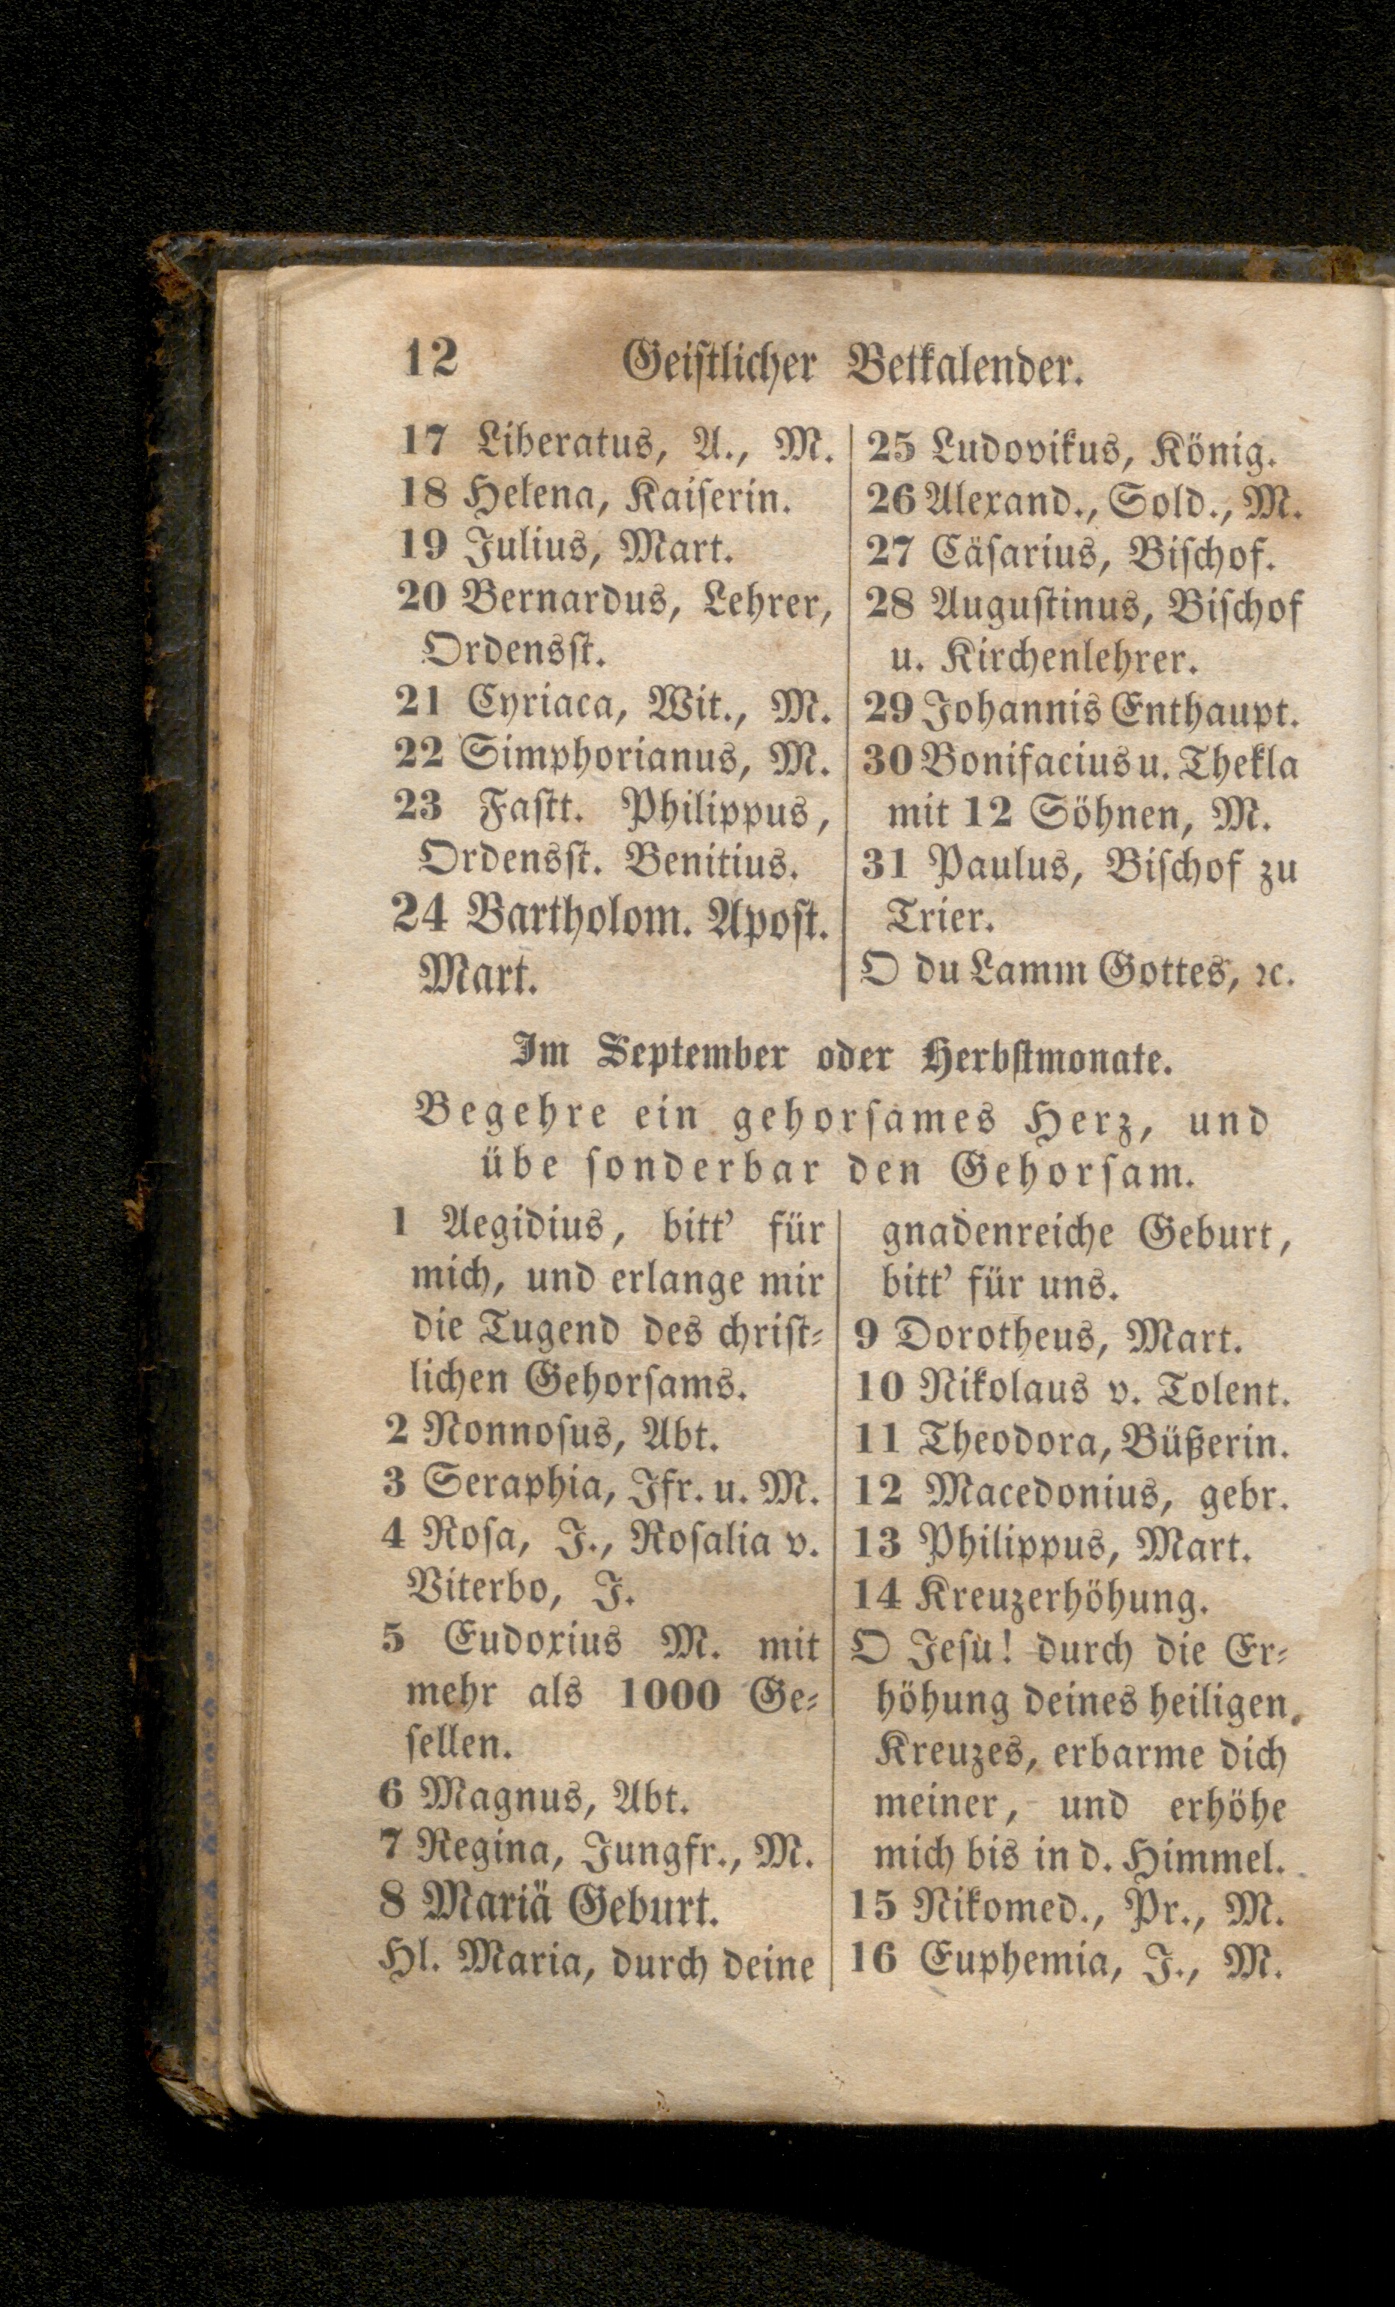 12 Geistlicher Betkalender.
17 Liberatus, A., M.
18 Helena, Kaiserin.
19 Julius, Mart.
20 Bernardus, Lehrer,
Ordensst.
21 Cyriaca, Wit., M.
22 Simphorianus, M.
23 Fastt. Philippus,
Ordensst. Benitius.
24 Bartholom. Apost.
Mart.
25 Ludovikus, König.
26 Alexand., Sold., M.
27 Cäsarius, Bischof.
28 Augustinus, Bischof
u. Kirchenlehrer.
29 Johannis Enthaupt.
30 Bonifacius u. Thekla
mit 12 Söhnen, M.
31 Paulus, Bischof zu
Trier.
O du Lamm Gottes, ꝛc.
Im September oder Herbstmonate.
Begehre ein gehorsames Herz, und
übe sonderbar den Gehorsam.
1 Aegidius, bitt' für
mich, und erlange mir
die Tugend des christ-
lichen Gehorsams.
2 Nonnosus, Abt.
3 Seraphia, Jfr. u. M.
4 Rosa, J., Rosalia v.
Viterbo, J.
5 Eudoxius M. mit
mehr als 1000 Ge-
sellen.
6 Magnus, Abt.
7 Regina, Jungfr., M.
8 Mariä Geburt.
Hl. Maria, durch deine
gnadenreiche Geburt,
bitt' für uns.
9 Dorotheus, Mart.
10 Nikolaus v. Tolent.
11 Theodora, Büßerin.
12 Macedonius, gebr.
13 Philippus, Mart.
14 Kreuzerhöhung.
O Jesu! durch die Er-
höhung deines heiligen
Kreuzes, erbarme dich
meiner, und erhöhe
mich bis in d. Himmel.
15 Nikomed., Pr., M.
16 Euphemia, J., M.